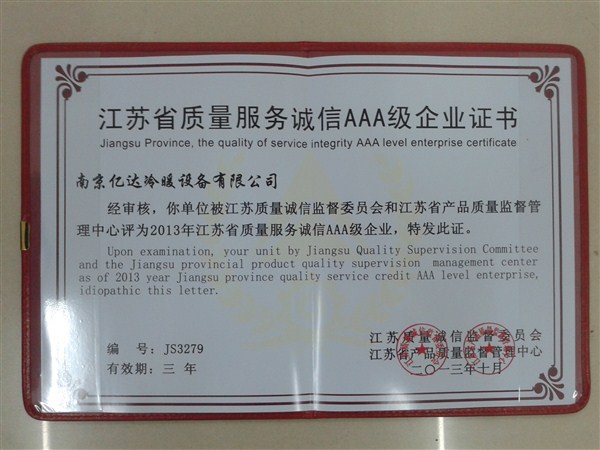 江苏省质量服务诚信AAA级企业证书
Jiangsu Province, the quality of service integrity AAA level enterprise certificate
南京亿达冷暖设备有限公司
经审核，你单位被江苏质量诚信监督委员会和江苏省产品质量监督管
理中心评为2013年江苏省质量服务诚信AAA级企业，特发此证。
Upon examination, your unit by Jiangsu Quality Supervision Committee
and the Jiangsu provincial product quality supervision management center
as of 2013 year Jiangsu province quality service credit AAA level enterprise,
idiopathic this letter.
编 号：JS3279
有效期：三 年
江苏质量诚信监督委员会
江苏省产品质量监督管理中心
二〇一三年十月